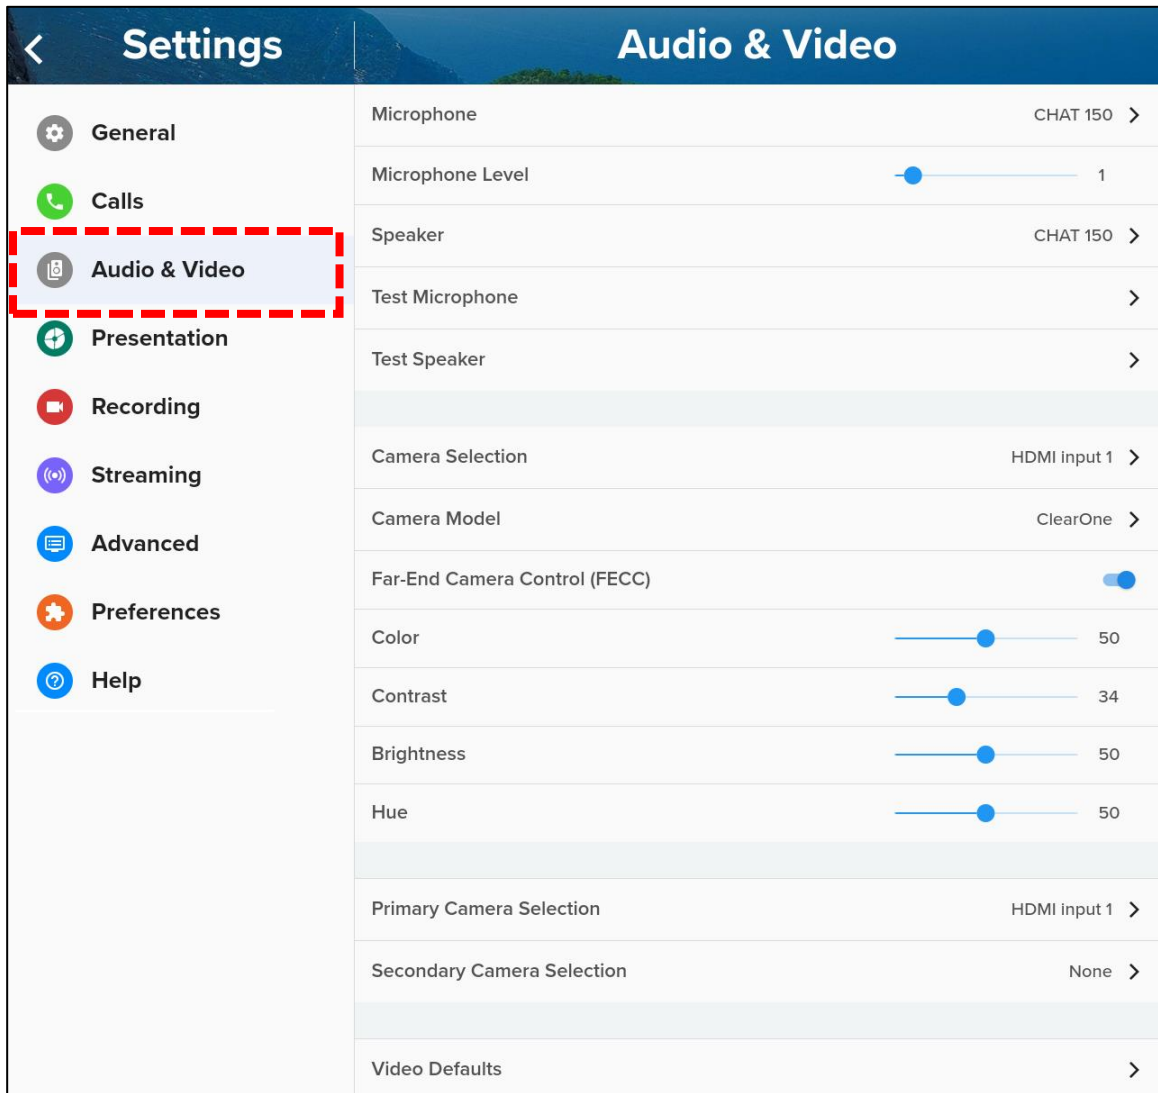 Settings
Audio & Video
General
Calls
Audio & Video
Presentation
Recording
Streaming
Advanced
Preferences
Help
Microphone CHAT 150
Microphone Level 1
Speaker CHAT 150
Test Microphone
Test Speaker
Camera Selection HDMI input 1
Camera Model ClearOne
Far-End Camera Control (FECC)
Color 50
Contrast 34
Brightness 50
Hue 50
Primary Camera Selection HDMI input 1
Secondary Camera Selection None
Video Defaults